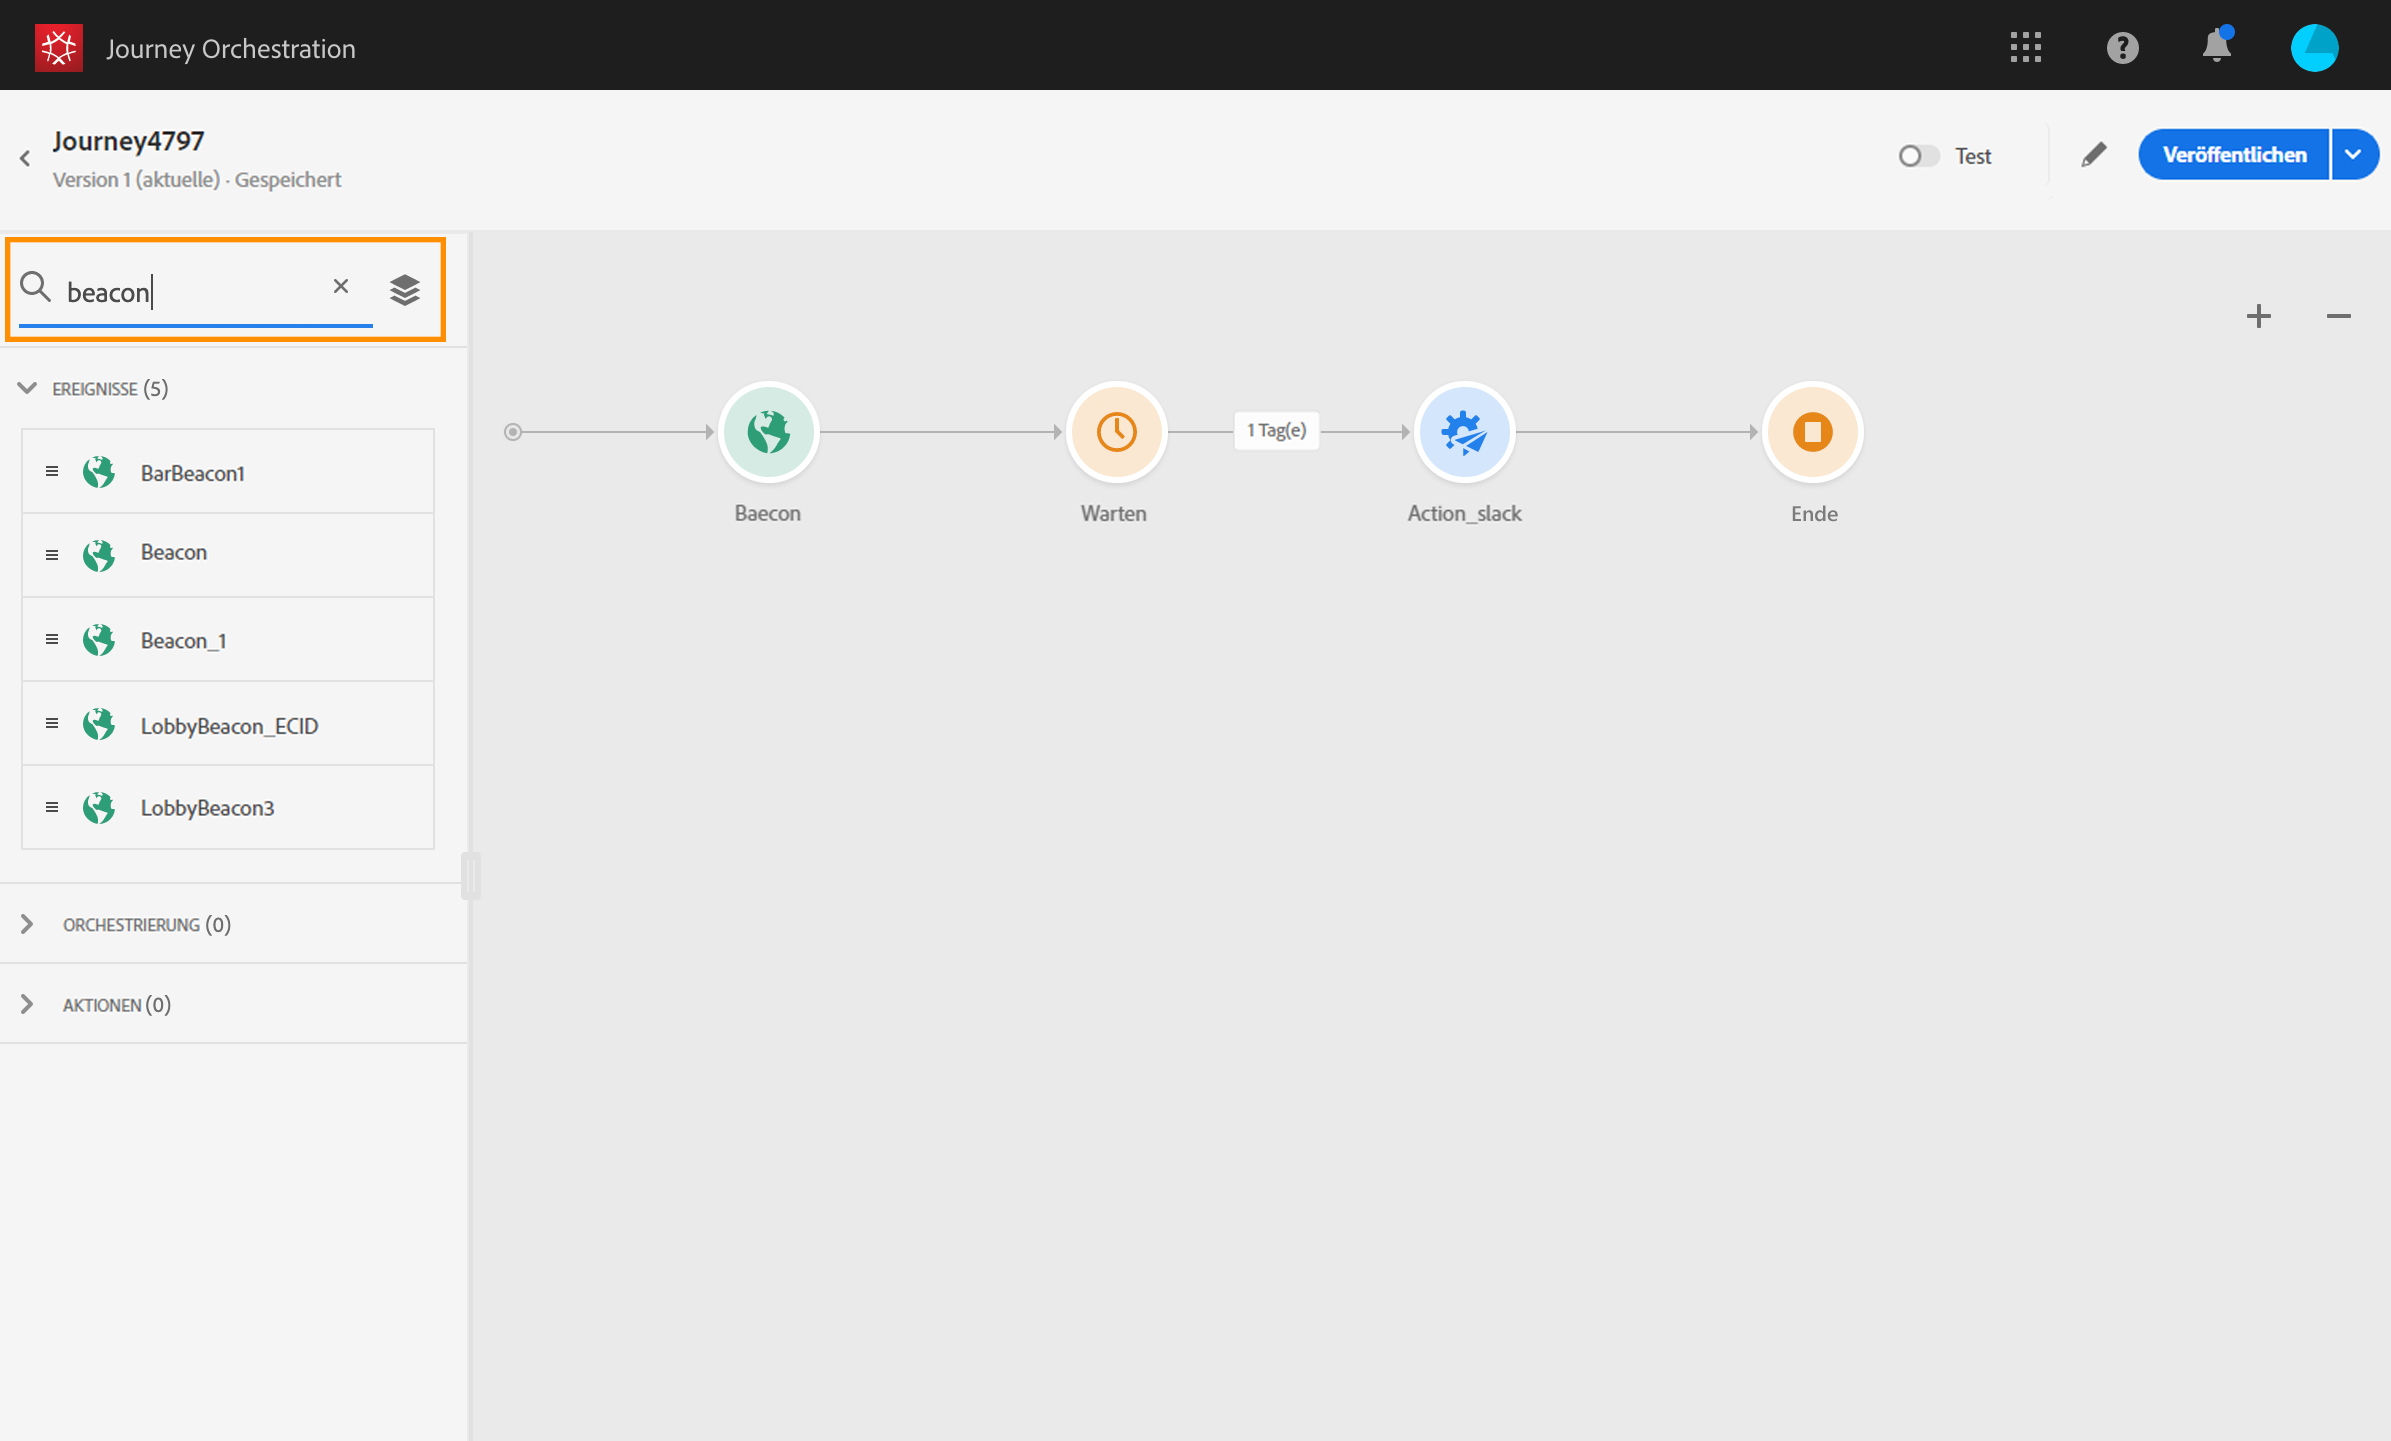 Journey Orchestration
Journey4797
Version 1 (aktuelle) · Gespeichert
Test
Veröffentlichen
beacon
EREIGNISSE (5)
BarBeacon1
Beacon
Beacon_1
LobbyBeacon_ECID
LobbyBeacon3
ORCHESTRIERUNG (0)
AKTIONEN (0)
1 Tag(e)
Baecon
Warten
Action_slack
Ende